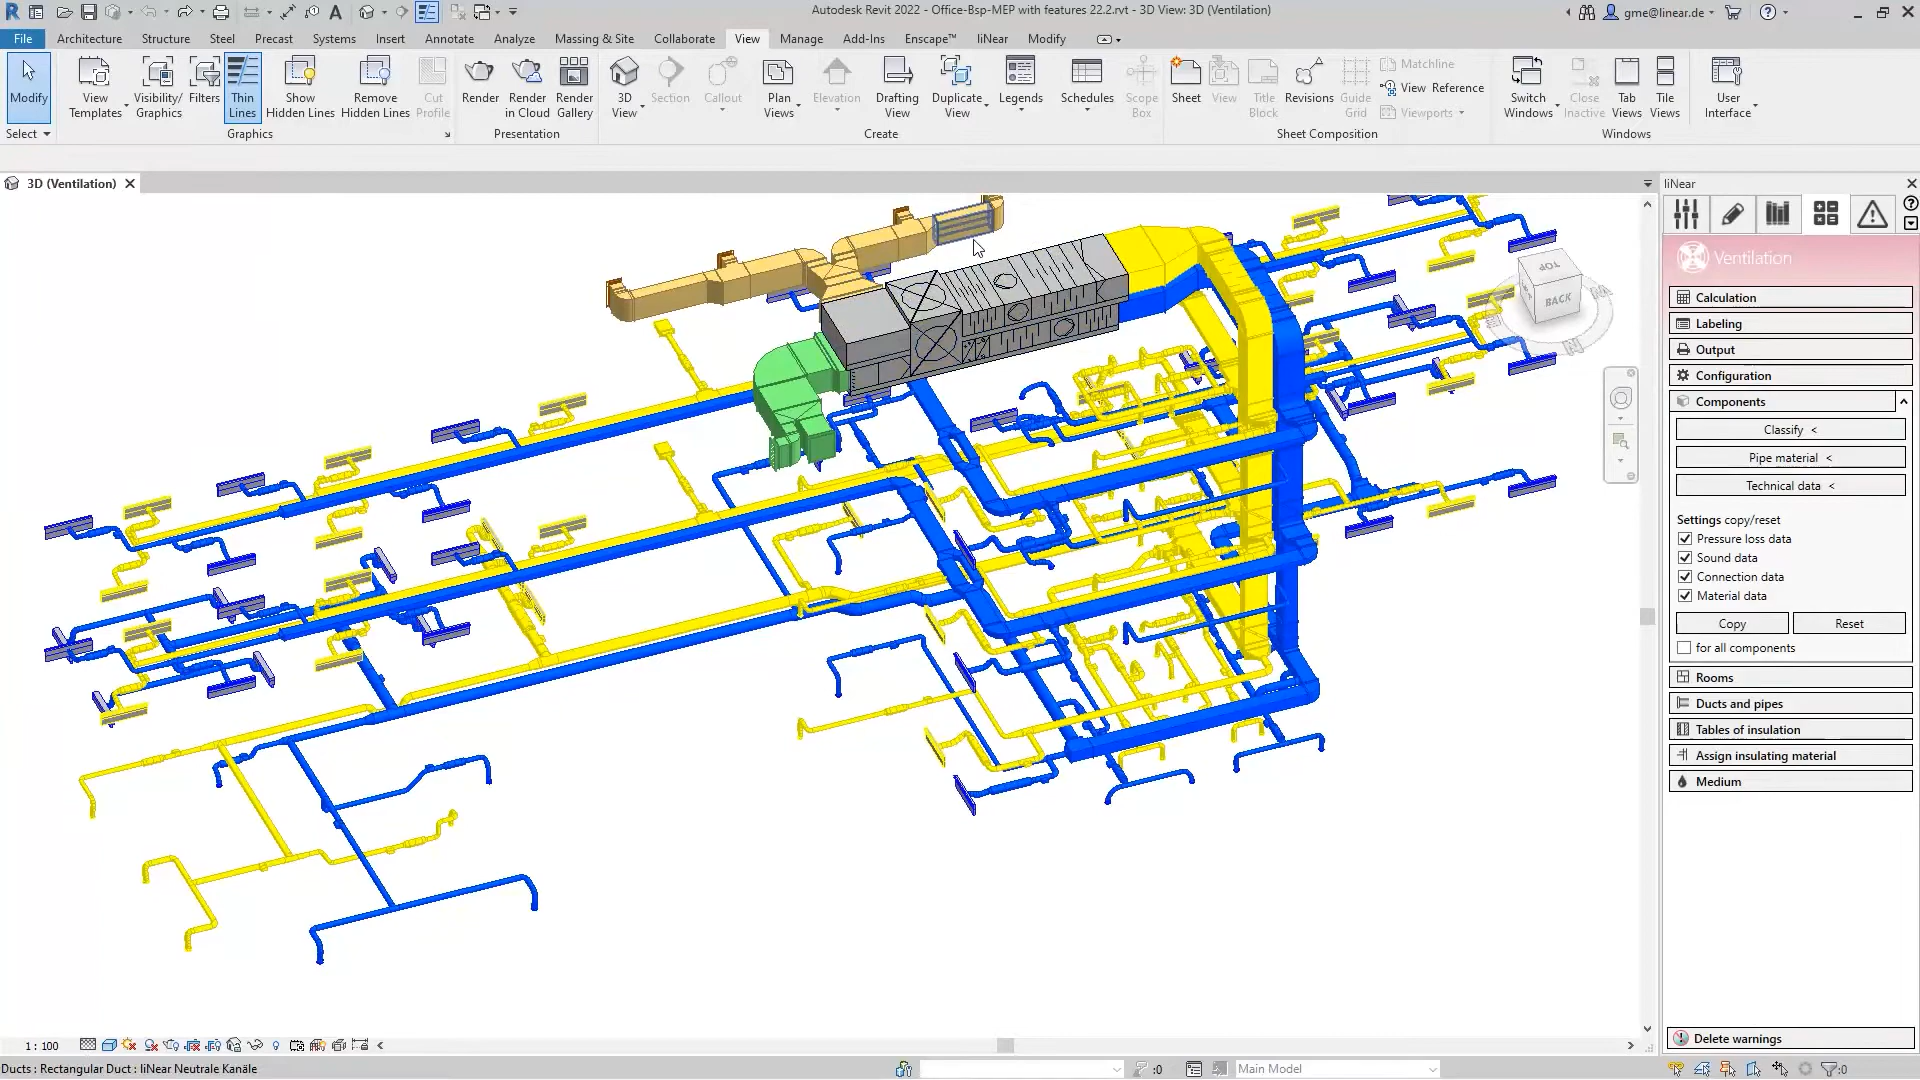 Autodesk Revit 2022 - Office-Bsp-MEP with features 22.2.rvt - 3D View: 3D (Ventilation)
gme@linear.de
File Architecture Structure Steel Precast Systems Insert Annotate Analyze Massing & Site Collaborate View Manage Add-Ins Enscape™ liNear Modify
Modify
View Templates
Visibility/ Graphics
Filters
Thin Lines
Show Hidden Lines
Remove Hidden Lines
Cut Profile
Render
Render in Cloud
Render Gallery
3D View
Section
Callout
Plan Views
Elevation
Drafting View
Duplicate View
Legends
Schedules
Scope Box
Sheet
View
Title Block
Revisions
Guide Grid
Matchline
View Reference
Viewports
Switch Windows
Close Inactive
Tab Views
Tile Views
User Interface
Select Graphics Presentation Create Sheet Composition Windows
3D (Ventilation)
liNear
TOP
BACK
Ventilation
Calculation
Labeling
Output
Configuration
Components
Classify <
Pipe material <
Technical data <
Settings copy/reset
Pressure loss data
Sound data
Connection data
Material data
Copy Reset
for all components
Rooms
Ducts and pipes
Tables of insulation
Assign insulating material
Medium
Delete warnings
1 : 100
Ducts : Rectangular Duct : liNear Neutrale Kanäle
:0
Main Model
:0